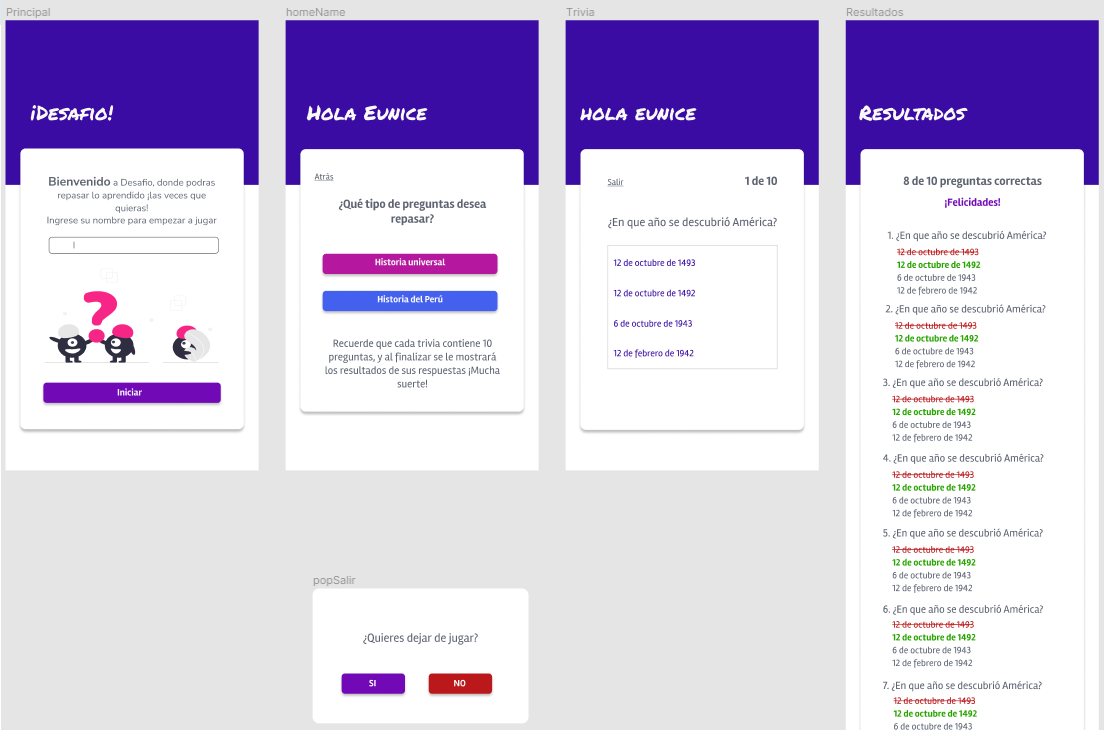 Principal
¡Desafio!
Bienvenido a Desafio, donde podras
repasar lo aprendido ¡las veces que
quieras!
Ingrese su nombre para empezar a jugar
Iniciar
homeName
Hola Eunice
Atrás
¿Qué tipo de preguntas desea
repasar?
Historia universal
Historia del Perú
Recuerde que cada trivia contiene 10
preguntas, y al finalizar se le mostrará
los resultados de sus respuestas ¡Mucha
suerte!
Trivia
hola eunice
Salir
1 de 10
¿En que año se descubrió América?
12 de octubre de 1493
12 de octubre de 1492
6 de octubre de 1943
12 de febrero de 1942
Resultados
Resultados
8 de 10 preguntas correctas
¡Felicidades!
1. ¿En que año se descubrió América?
12 de octubre de 1493
12 de octubre de 1492
6 de octubre de 1943
12 de febrero de 1942
2. ¿En que año se descubrió América?
12 de octubre de 1493
12 de octubre de 1492
6 de octubre de 1943
12 de febrero de 1942
3. ¿En que año se descubrió América?
12 de octubre de 1493
12 de octubre de 1492
6 de octubre de 1943
12 de febrero de 1942
4. ¿En que año se descubrió América?
12 de octubre de 1493
12 de octubre de 1492
6 de octubre de 1943
12 de febrero de 1942
5. ¿En que año se descubrió América?
12 de octubre de 1493
12 de octubre de 1492
6 de octubre de 1943
12 de febrero de 1942
6. ¿En que año se descubrió América?
12 de octubre de 1493
12 de octubre de 1492
6 de octubre de 1943
12 de febrero de 1942
7. ¿En que año se descubrió América?
12 de octubre de 1493
12 de octubre de 1492
6 de octubre de 1943
popSalir
¿Quieres dejar de jugar?
SI
NO